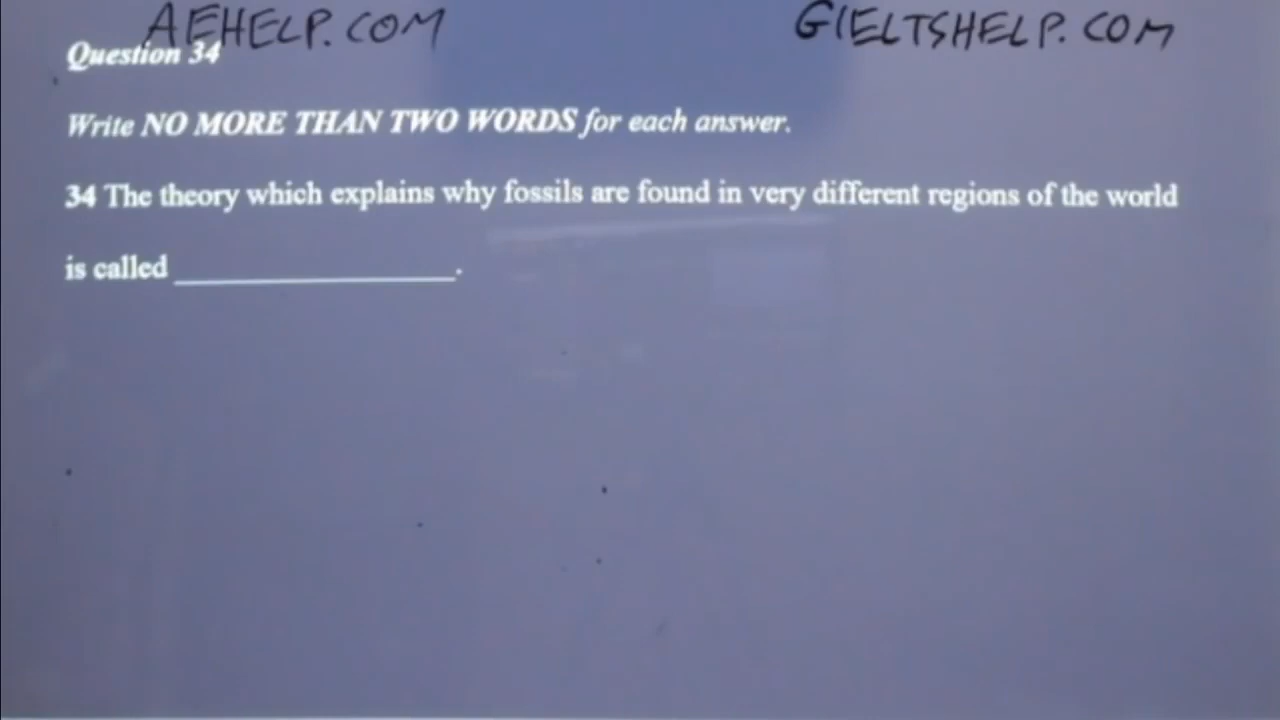 AEHELP.COM GIELTSHELP.COM
Question 34
Write NO MORE THAN TWO WORDS for each answer.
34 The theory which explains why fossils are found in very different regions of the world
is called ____________________.